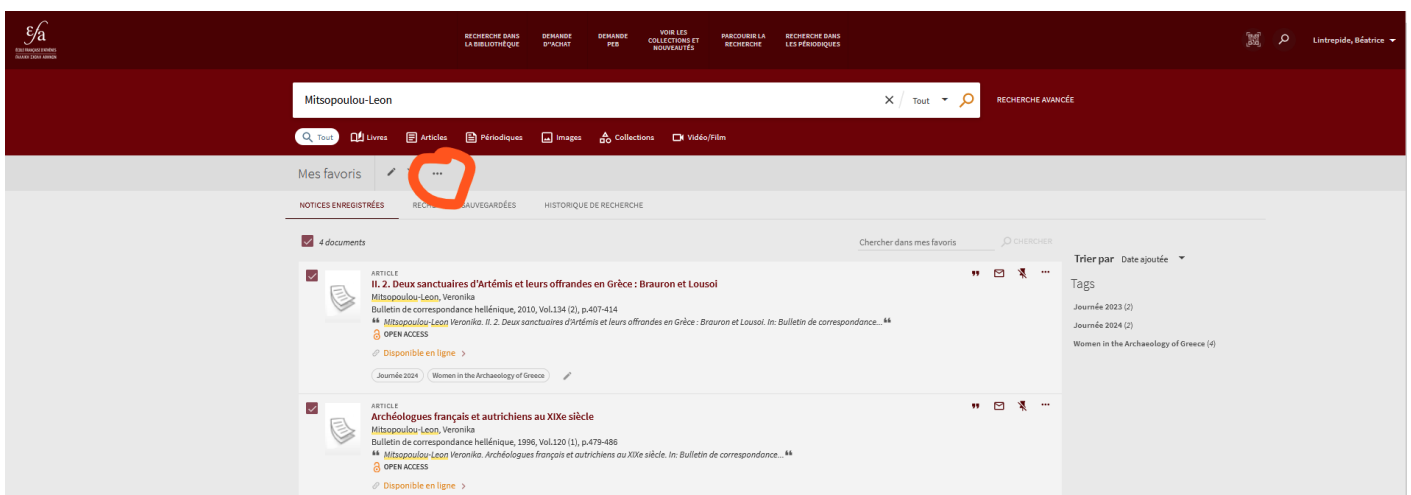 εfa
ÉCOLE FRANÇAISE D'ATHÈNES
ΓΑΛΛΙΚΗ ΣΧΟΛΗ ΑΘΗΝΩΝ
RECHERCHE DANS LA BIBLIOTHÈQUE
DEMANDE D''ACHAT
DEMANDE PEB
VOIR LES COLLECTIONS ET NOUVEAUTÉS
PARCOURIR LA RECHERCHE
RECHERCHE DANS LES PÉRIODIQUES
Lintrepide, Béatrice
Mitsopoulou-Leon
Tout
RECHERCHE AVANCÉE
Tout Livres Articles Périodiques Images Collections Vidéo/Film
Mes favoris ...
NOTICES ENREGISTRÉES SAUVEGARDÉES HISTORIQUE DE RECHERCHE
4 documents
Chercher dans mes favoris CHERCHER
Trier par Date ajoutée
Tags
Journée 2023 (2)
Journée 2024 (2)
Women in the Archaeology of Greece (4)
ARTICLE
II. 2. Deux sanctuaires d'Artémis et leurs offrandes en Grèce : Brauron et Lousoi
Mitsopoulou-Leon, Veronika
Bulletin de correspondance hellénique, 2010, Vol.134 (2), p.407-414
❝ Mitsopoulou-Leon Veronika. II. 2. Deux sanctuaires d'Artémis et leurs offrandes en Grèce : Brauron et Lousoi. In: Bulletin de correspondance...❝
OPEN ACCESS
Disponible en ligne >
Journée 2024 Women in the Archaeology of Greece
ARTICLE
Archéologues français et autrichiens au XIXe siècle
Mitsopoulou-Leon, Veronika
Bulletin de correspondance hellénique, 1996, Vol.120 (1), p.479-486
❝ Mitsopoulou-Leon Veronika. Archéologues français et autrichiens au XIXe siècle. In: Bulletin de correspondance...❝
OPEN ACCESS
Disponible en ligne >